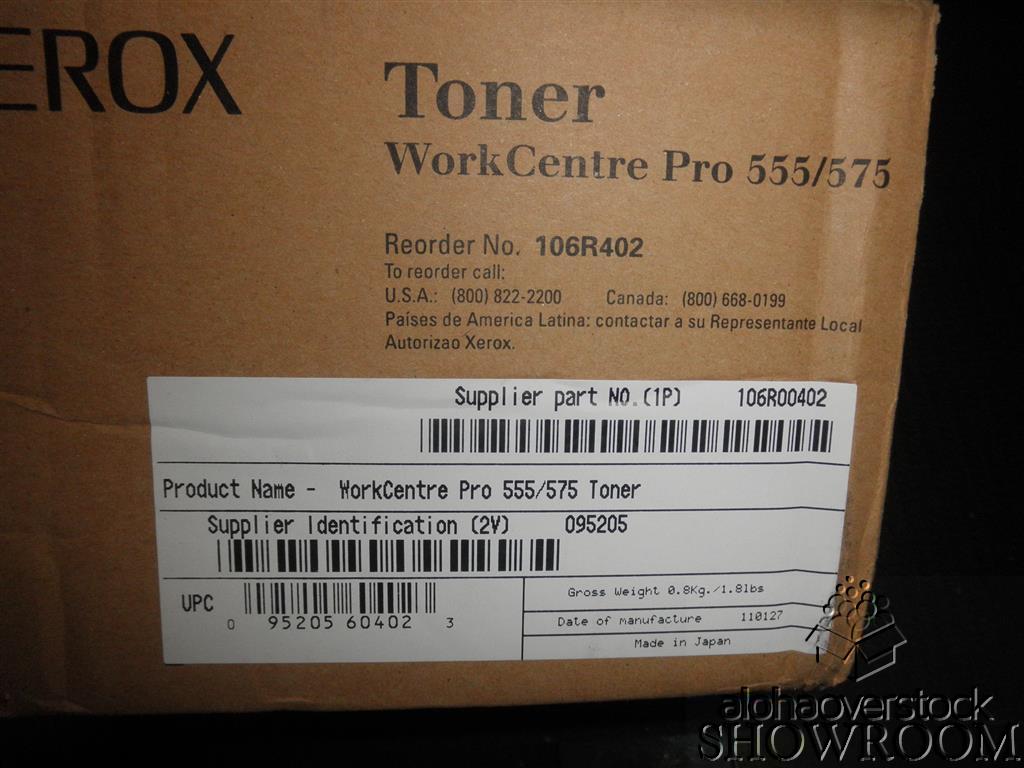 EROX
Toner
WorkCentre Pro 555/575
Reorder No. 106R402
To reorder call:
U.S.A.: (800) 822-2200 Canada: (800) 668-0199
Países de America Latina: contactar a su Representante Local
Autorizao Xerox.
Supplier part NO.(1P) 106R00402
Product Name - WorkCentre Pro 555/575 Toner
Supplier Identification (2V) 095205
UPC
0 95205 60402 3
Gross Weight 0.8Kg./1.8lbs
Date of manufacture 110127
Made in Japan
alohaoverstock
SHOWROOM